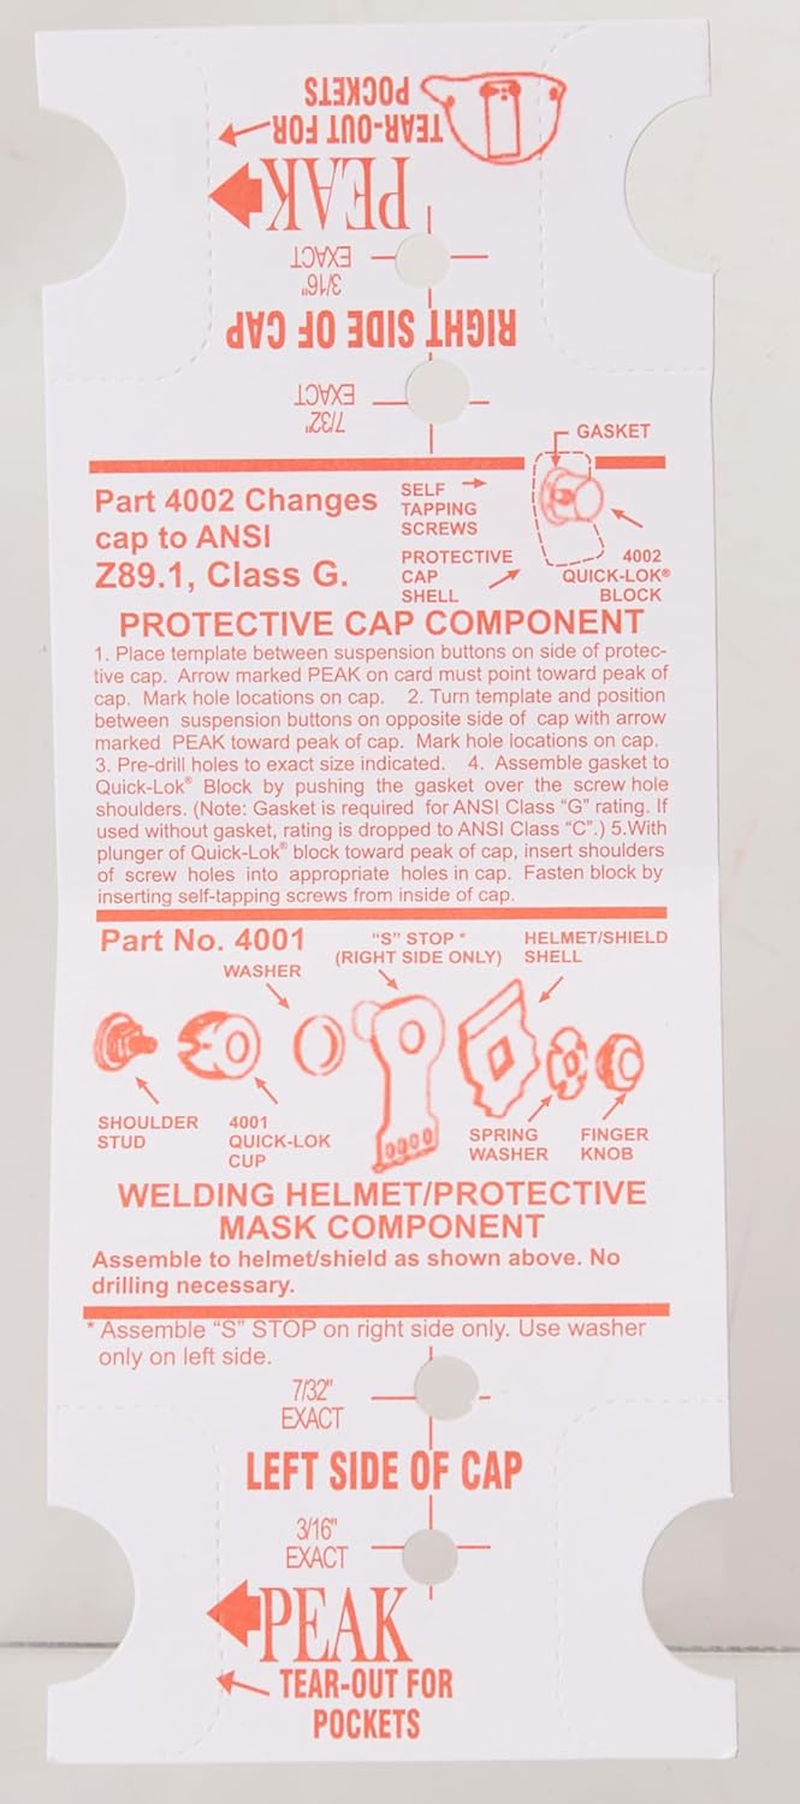 POCKETS
TEAR-OUT FOR
PEAK
3/16"
EXACT
RIGHT SIDE OF CAP
7/32"
EXACT
GASKET
Part 4002 Changes
cap to ANSI
Z89.1, Class G.
SELF
TAPPING
SCREWS
PROTECTIVE
CAP
SHELL
4002
QUICK-LOK®
BLOCK
PROTECTIVE CAP COMPONENT
1. Place template between suspension buttons on side of protec-
tive cap. Arrow marked PEAK on card must point toward peak of
cap. Mark hole locations on cap. 2. Turn template and position
between suspension buttons on opposite side of cap with arrow
marked PEAK toward peak of cap. Mark hole locations on cap.
3. Pre-drill holes to exact size indicated. 4. Assemble gasket to
Quick-Lok® Block by pushing the gasket over the screw hole
shoulders. (Note: Gasket is required for ANSI Class “G” rating. If
used without gasket, rating is dropped to ANSI Class “C”.) 5.With
plunger of Quick-Lok® block toward peak of cap, insert shoulders
of screw holes into appropriate holes in cap. Fasten block by
inserting self-tapping screws from inside of cap.
Part No. 4001
WASHER
“S” STOP *
(RIGHT SIDE ONLY)
HELMET/SHIELD
SHELL
SHOULDER
STUD
4001
QUICK-LOK
CUP
SPRING
WASHER
FINGER
KNOB
WELDING HELMET/PROTECTIVE
MASK COMPONENT
Assemble to helmet/shield as shown above. No
drilling necessary.
* Assemble “S” STOP on right side only. Use washer
only on left side.
7/32"
EXACT
LEFT SIDE OF CAP
3/16"
EXACT
PEAK
TEAR-OUT FOR
POCKETS